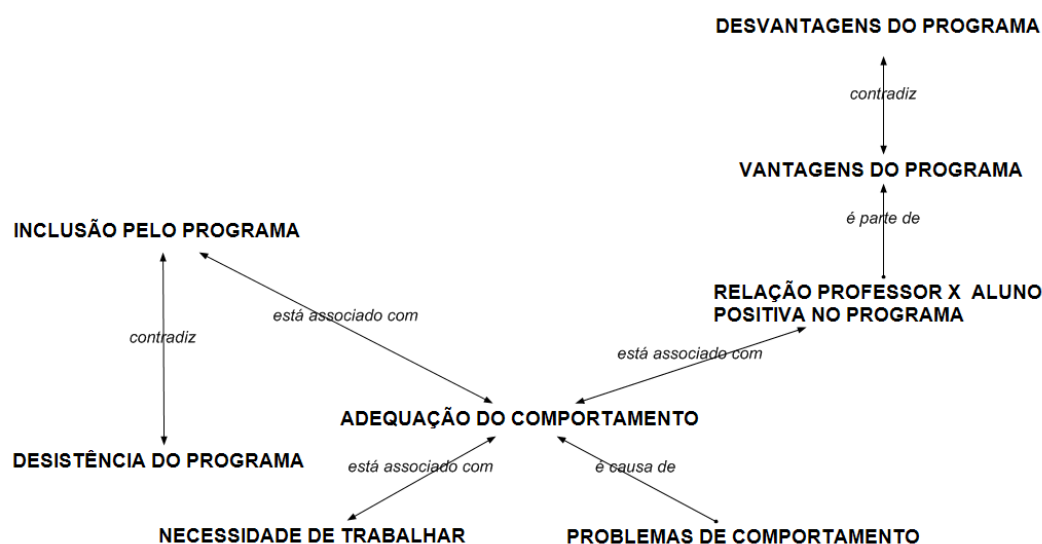 DESVANTAGENS DO PROGRAMA
contradiz
VANTAGENS DO PROGRAMA
é parte de
INCLUSÃO PELO PROGRAMA
RELAÇÃO PROFESSOR X ALUNO
POSITIVA NO PROGRAMA
está associado com
contradiz
está associado com
ADEQUAÇÃO DO COMPORTAMENTO
DESISTÊNCIA DO PROGRAMA
está associado com
é causa de
NECESSIDADE DE TRABALHAR
PROBLEMAS DE COMPORTAMENTO